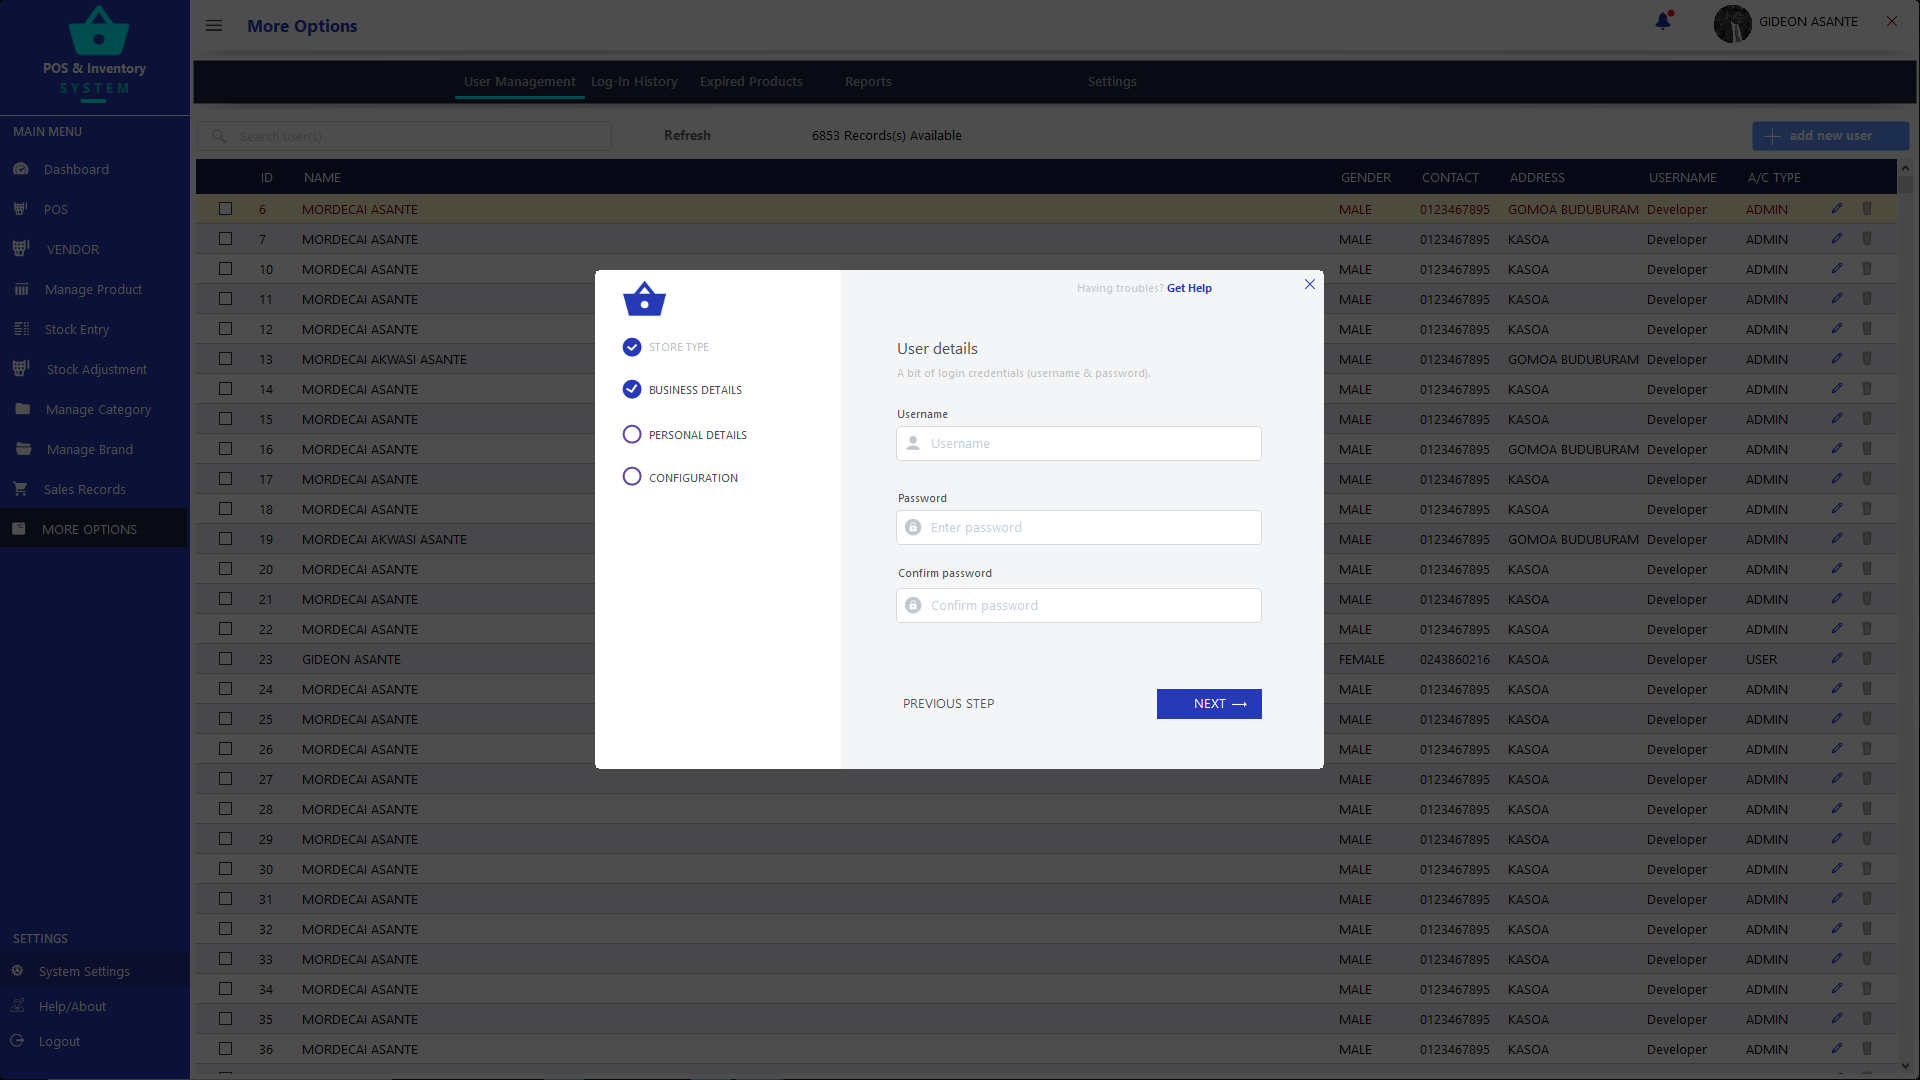 POS & Inventory
SYSTEM
MAIN MENU
Dashboard
POS
VENDOR
Manage Product
Stock Entry
Stock Adjustment
Manage Category
Manage Brand
Sales Records
MORE OPTIONS
SETTINGS
System Settings
Help/About
Logout
More Options
GIDEON ASANTE
User Management Log-In History Expired Products Reports Settings
Search user(s) Refresh 6853 Records(s) Available add new user
ID NAME GENDER CONTACT ADDRESS USERNAME A/C TYPE
6 MORDECAI ASANTE MALE 0123467895 GOMOA BUDUBURAM Developer ADMIN
7 MORDECAI ASANTE MALE 0123467895 KASOA Developer ADMIN
10 MORDECAI ASANTE MALE 0123467895 KASOA Developer ADMIN
11 MORDECAI ASANTE MALE 0123467895 KASOA Developer ADMIN
12 MORDECAI ASANTE MALE 0123467895 KASOA Developer ADMIN
13 MORDECAI AKWASI ASANTE MALE 0123467895 GOMOA BUDUBURAM Developer ADMIN
14 MORDECAI ASANTE MALE 0123467895 KASOA Developer ADMIN
15 MORDECAI ASANTE MALE 0123467895 KASOA Developer ADMIN
16 MORDECAI ASANTE MALE 0123467895 GOMOA BUDUBURAM Developer ADMIN
17 MORDECAI ASANTE MALE 0123467895 KASOA Developer ADMIN
18 MORDECAI ASANTE MALE 0123467895 KASOA Developer ADMIN
19 MORDECAI AKWASI ASANTE MALE 0123467895 GOMOA BUDUBURAM Developer ADMIN
20 MORDECAI ASANTE MALE 0123467895 KASOA Developer ADMIN
21 MORDECAI ASANTE MALE 0123467895 KASOA Developer ADMIN
22 MORDECAI ASANTE MALE 0123467895 KASOA Developer ADMIN
23 GIDEON ASANTE FEMALE 0243860216 KASOA Developer USER
24 MORDECAI ASANTE MALE 0123467895 KASOA Developer ADMIN
25 MORDECAI ASANTE MALE 0123467895 KASOA Developer ADMIN
26 MORDECAI ASANTE MALE 0123467895 KASOA Developer ADMIN
27 MORDECAI ASANTE MALE 0123467895 KASOA Developer ADMIN
28 MORDECAI ASANTE MALE 0123467895 KASOA Developer ADMIN
29 MORDECAI ASANTE MALE 0123467895 KASOA Developer ADMIN
30 MORDECAI ASANTE MALE 0123467895 KASOA Developer ADMIN
31 MORDECAI ASANTE MALE 0123467895 KASOA Developer ADMIN
32 MORDECAI ASANTE MALE 0123467895 KASOA Developer ADMIN
33 MORDECAI ASANTE MALE 0123467895 KASOA Developer ADMIN
34 MORDECAI ASANTE MALE 0123467895 KASOA Developer ADMIN
35 MORDECAI ASANTE MALE 0123467895 KASOA Developer ADMIN
36 MORDECAI ASANTE MALE 0123467895 KASOA Developer ADMIN
STORE TYPE
BUSINESS DETAILS
PERSONAL DETAILS
CONFIGURATION
Having troubles? Get Help
User details
A bit of login credentials (username & password).
Username
Username
Password
Enter password
Confirm password
Confirm password
PREVIOUS STEP NEXT